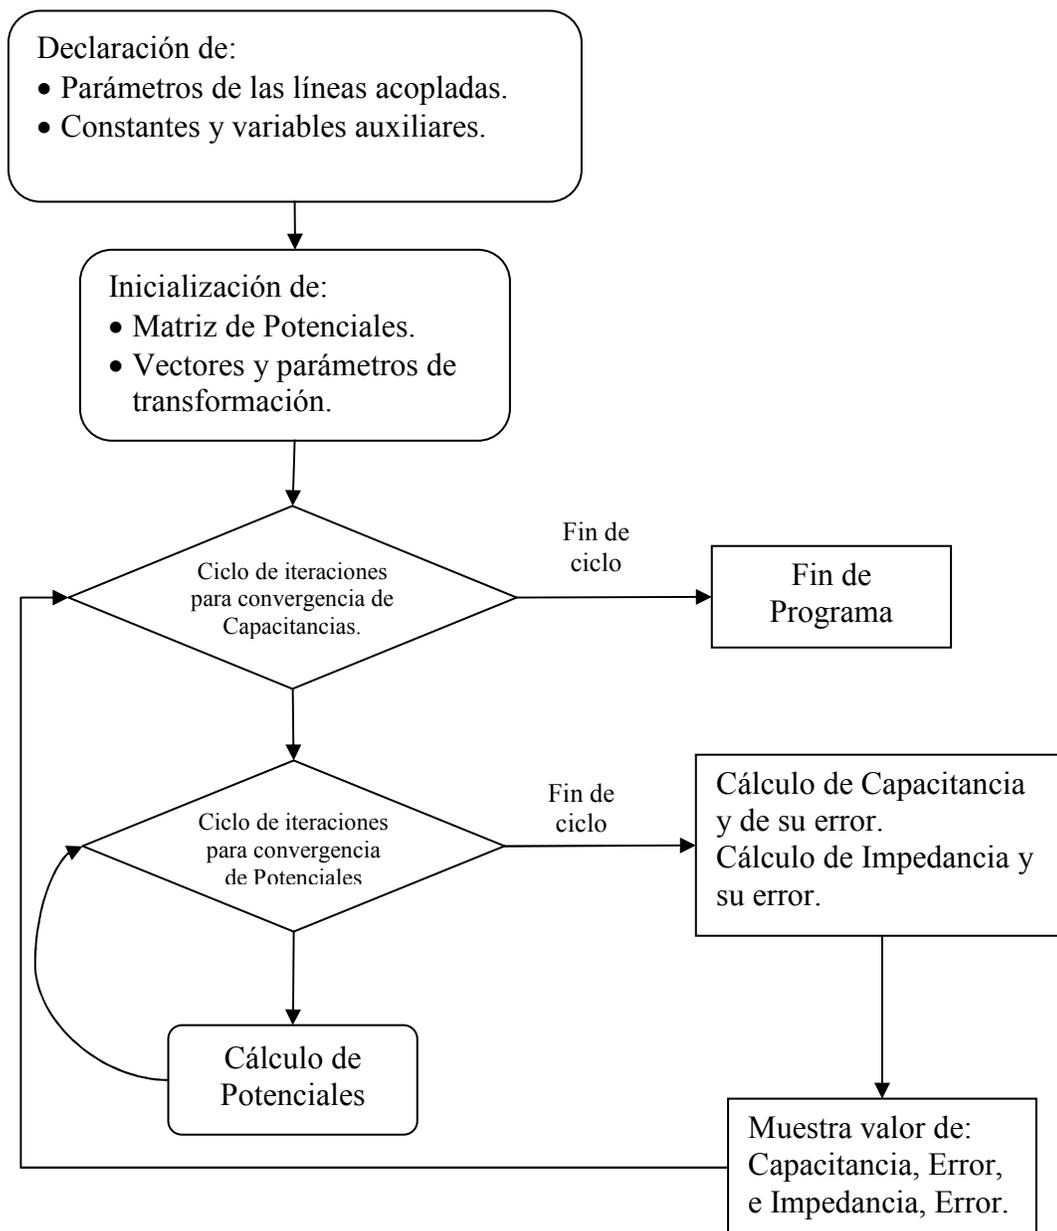 Declaración de:
• Parámetros de las líneas acopladas.
• Constantes y variables auxiliares.
Inicialización de:
• Matriz de Potenciales.
• Vectores y parámetros de
transformación.
Ciclo de iteraciones
para convergencia de
Capacitancias.
Fin de
ciclo
Fin de
Programa
Ciclo de iteraciones
para convergencia
de Potenciales
Fin de
ciclo
Cálculo de Capacitancia
y de su error.
Cálculo de Impedancia y
su error.
Cálculo de
Potenciales
Muestra valor de:
Capacitancia, Error,
e Impedancia, Error.